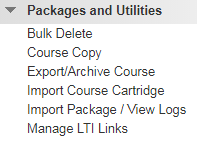 Packages and Utilities
Bulk Delete
Course Copy
Export/Archive Course
Import Course Cartridge
Import Package / View Logs
Manage LTI Links